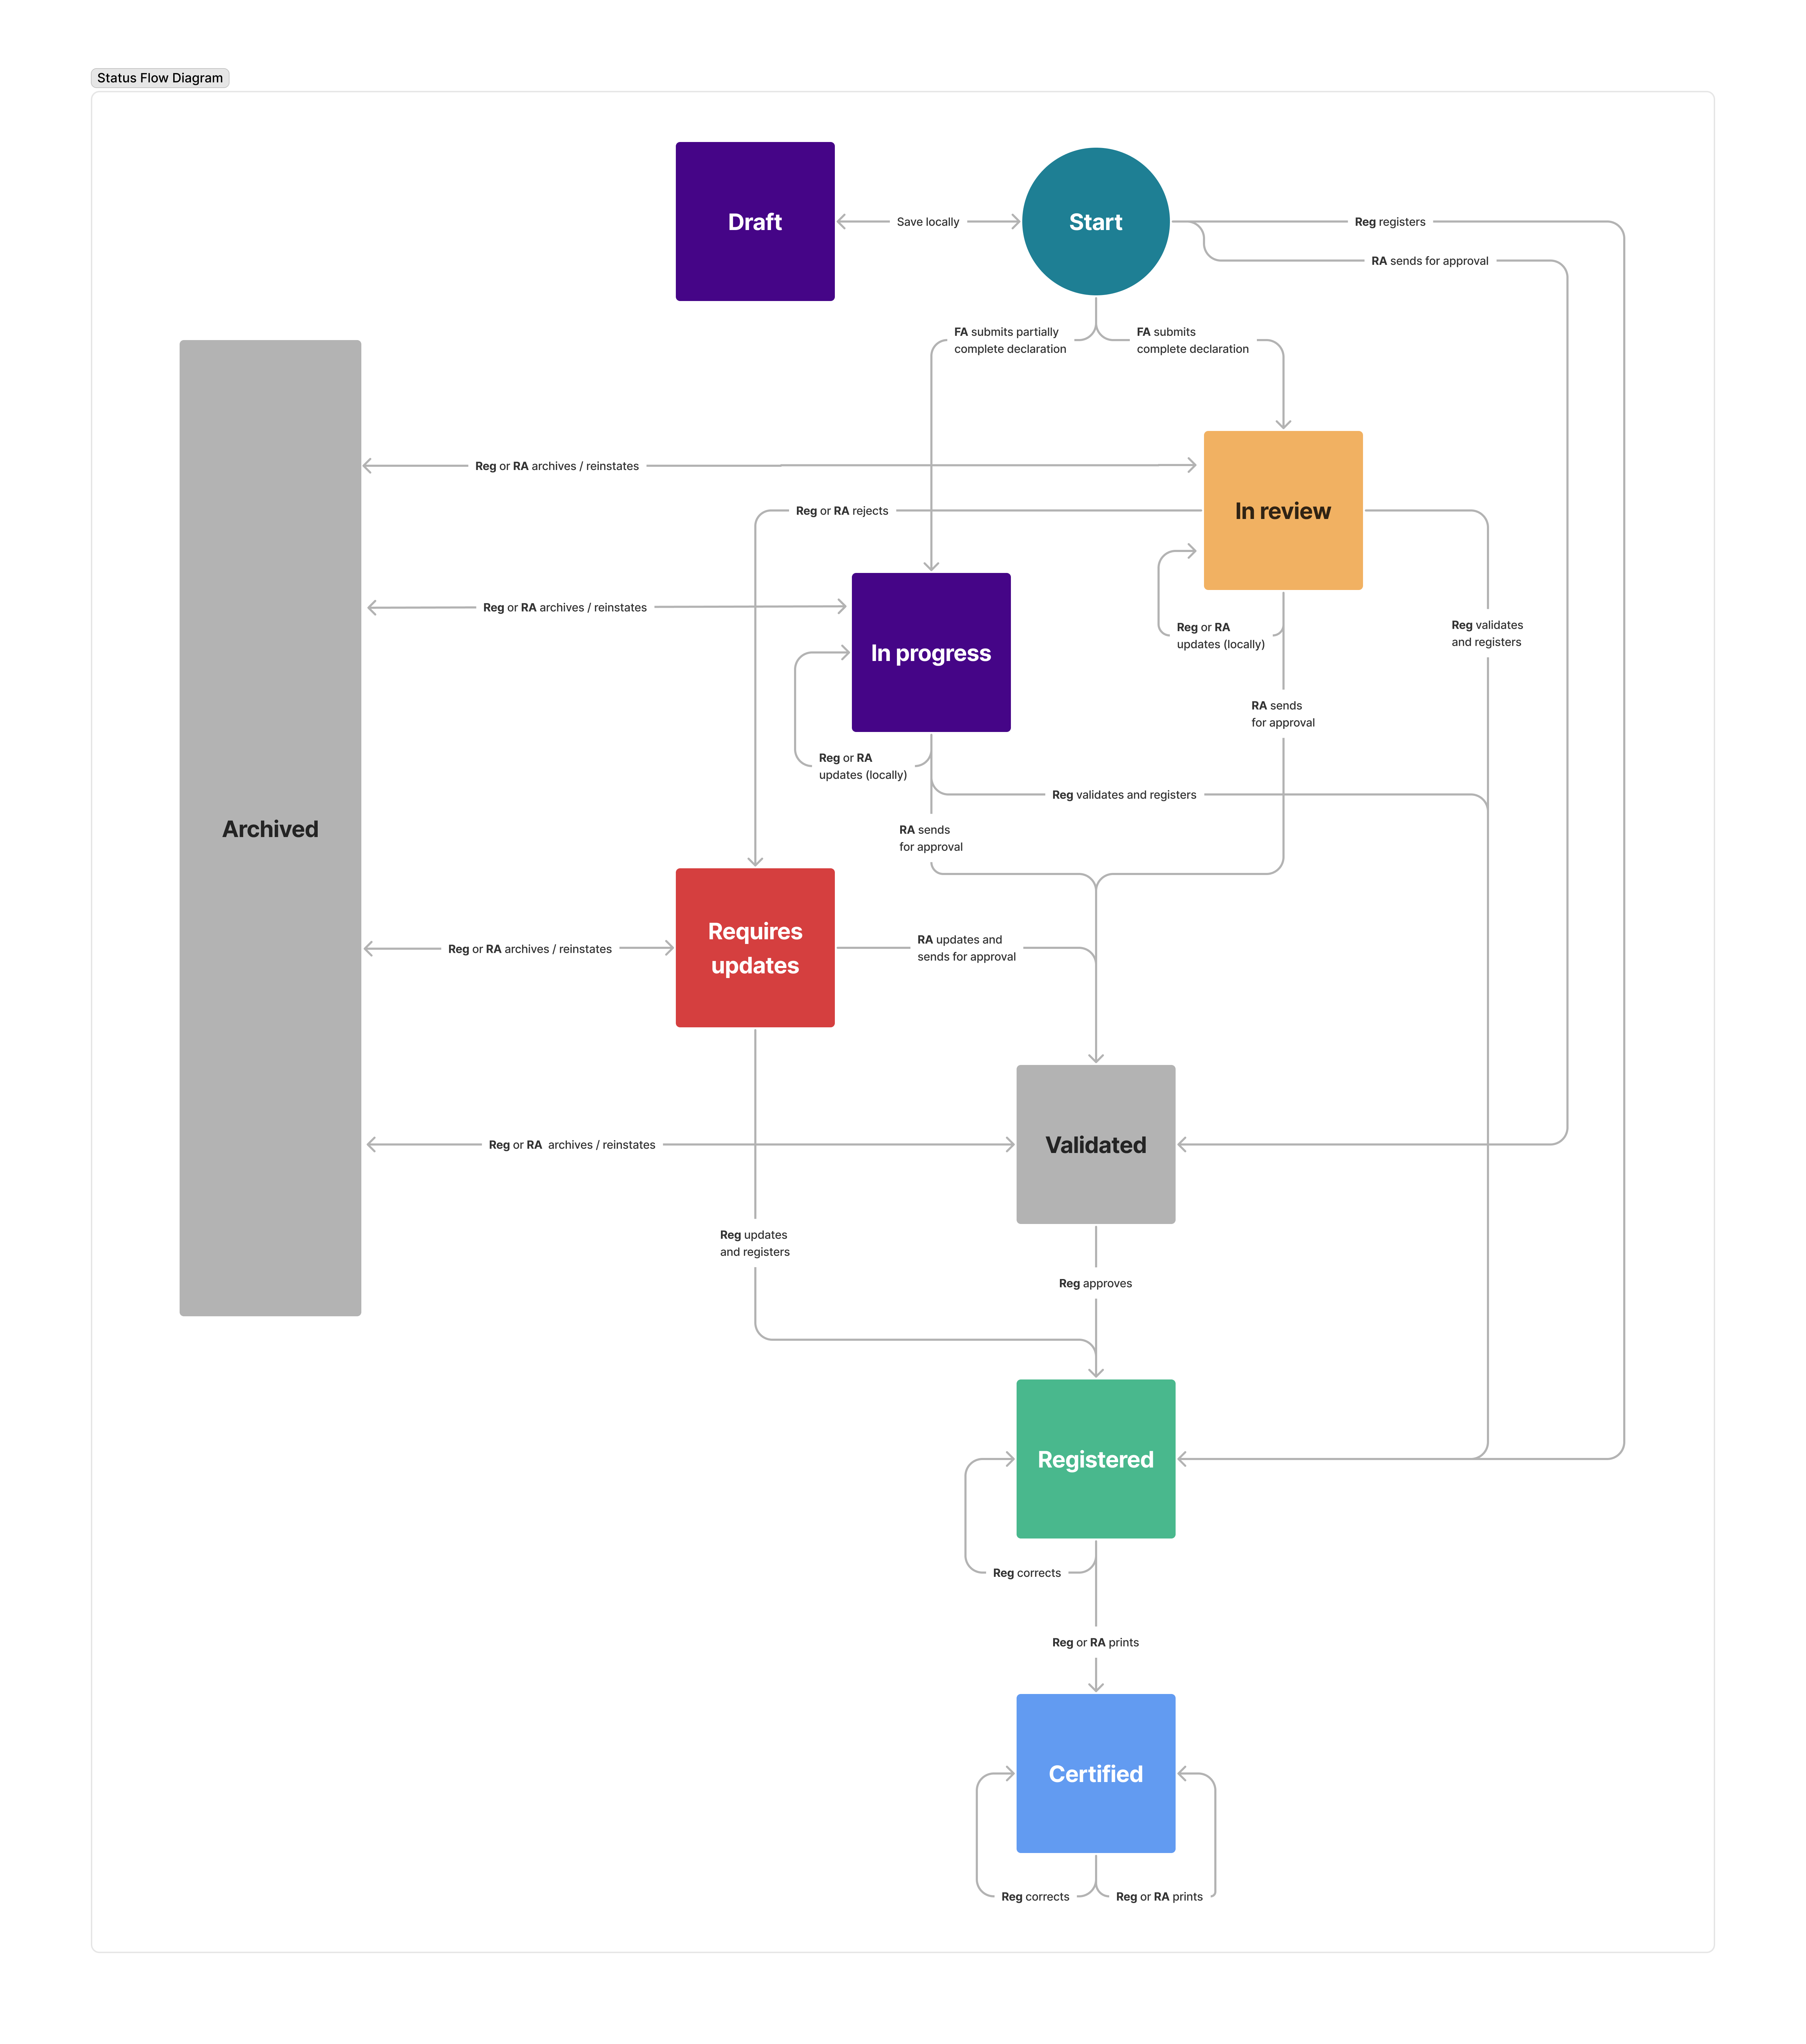 Status Flow Diagram
Draft
Save locally
Start
Reg registers
RA sends for approval
FA submits partially
complete declaration
FA submits
complete declaration
Reg or RA archives / reinstates
Reg or RA rejects
In review
Reg or RA archives / reinstates
Reg or RA
updates (locally)
Reg validates
and registers
In progress
RA sends
for approval
Reg or RA
updates (locally)
Reg validates and registers
Archived
RA sends
for approval
Requires
updates
Reg or RA archives / reinstates
RA updates and
sends for approval
Reg or RA archives / reinstates
Validated
Reg updates
and registers
Reg approves
Registered
Reg corrects
Reg or RA prints
Certified
Reg corrects
Reg or RA prints